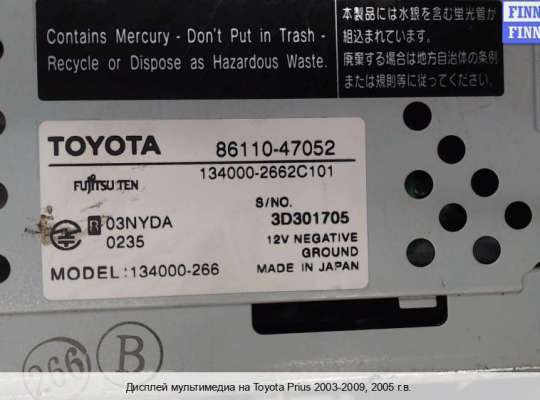 Contains Mercury - Don't Put in Trash -
Recycle or Dispose as Hazardous Waste.
本製品には水銀を含む蛍光管が
組込まれています。
廃棄する場合は地方自治体の条例
または規則等に従ってください。
FINN
FINN
TOYOTA 86110-47052
134000-2662C101
FUJITSU TEN
S/NO.
3D301705
R 03NYDA
0235
12V NEGATIVE
GROUND
MODEL:134000-266 MADE IN JAPAN
266 B
Дисплей мультимедиа на Toyota Prius 2003-2009, 2005 г.в.